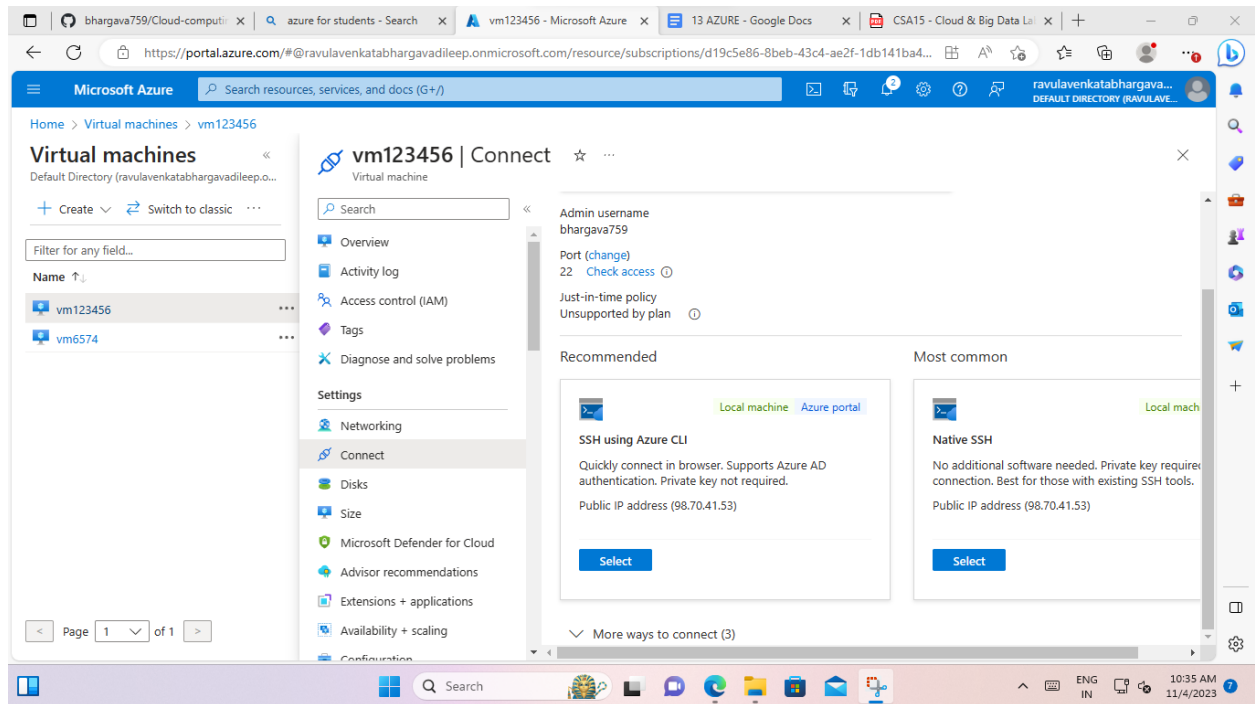 bhargava759/Cloud-computin
azure for students - Search
vm123456 - Microsoft Azure
13 AZURE - Google Docs
CSA15 - Cloud & Big Data Lab
https://portal.azure.com/#@ravulavenkatabhargavadileep.onmicrosoft.com/resource/subscriptions/d19c5e86-8beb-43c4-ae2f-1db141ba4...
Microsoft Azure
Search resources, services, and docs (G+/)
2
ravulavenkatabhargava...
DEFAULT DIRECTORY (RAVULAVE...
Home > Virtual machines > vm123456
Virtual machines
Default Directory (ravulavenkatabhargavadileep.o...
Create
Switch to classic
Filter for any field...
Name
vm123456
vm6574
Page 1 of 1
vm123456 | Connect
Virtual machine
Search
Overview
Activity log
Access control (IAM)
Tags
Diagnose and solve problems
Settings
Networking
Connect
Disks
Size
Microsoft Defender for Cloud
Advisor recommendations
Extensions + applications
Availability + scaling
Configuration
Admin username
bhargava759
Port (change)
22 Check access
Just-in-time policy
Unsupported by plan
Recommended
Local machine Azure portal
SSH using Azure CLI
Quickly connect in browser. Supports Azure AD
authentication. Private key not required.
Public IP address (98.70.41.53)
Select
Most common
Local mach
Native SSH
No additional software needed. Private key required
connection. Best for those with existing SSH tools.
Public IP address (98.70.41.53)
Select
More ways to connect (3)
Search
ENG
IN
10:35 AM
11/4/2023
7